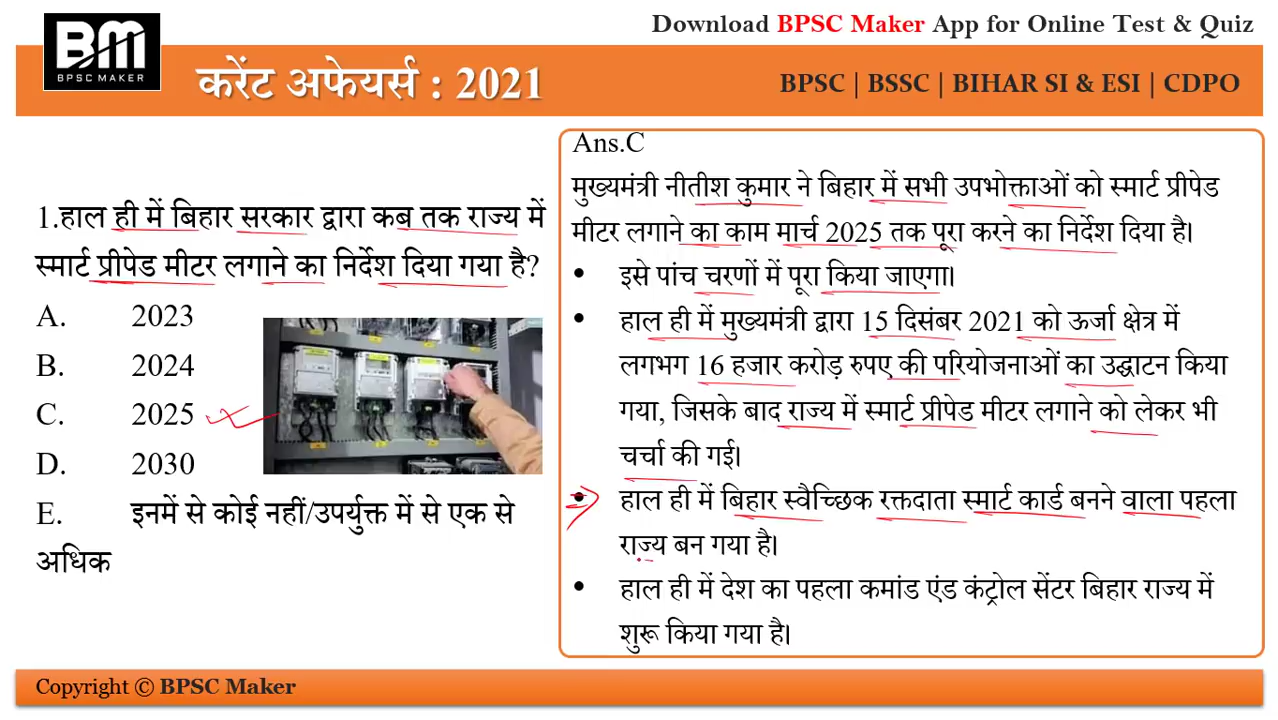 Download BPSC Maker App for Online Test & Quiz
BM
BPSC MAKER
करेंट अफेयर्स : 2021
BPSC | BSSC | BIHAR SI & ESI | CDPO
1.हाल ही में बिहार सरकार द्वारा कब तक राज्य में
स्मार्ट प्रीपेड मीटर लगाने का निर्देश दिया गया है?
A. 2023
B. 2024
C. 2025
D. 2030
E. इनमें से कोई नहीं/उपर्युक्त में से एक से
अधिक
Ans.C
मुख्यमंत्री नीतीश कुमार ने बिहार में सभी उपभोक्ताओं को स्मार्ट प्रीपेड
मीटर लगाने का काम मार्च 2025 तक पूरा करने का निर्देश दिया है।
• इसे पांच चरणों में पूरा किया जाएगा।
• हाल ही में मुख्यमंत्री द्वारा 15 दिसंबर 2021 को ऊर्जा क्षेत्र में
लगभग 16 हजार करोड़ रुपए की परियोजनाओं का उद्घाटन किया
गया, जिसके बाद राज्य में स्मार्ट प्रीपेड मीटर लगाने को लेकर भी
चर्चा की गई।
• हाल ही में बिहार स्वैच्छिक रक्तदाता स्मार्ट कार्ड बनने वाला पहला
राज्य बन गया है।
• हाल ही में देश का पहला कमांड एंड कंट्रोल सेंटर बिहार राज्य में
शुरू किया गया है।
Copyright © BPSC Maker